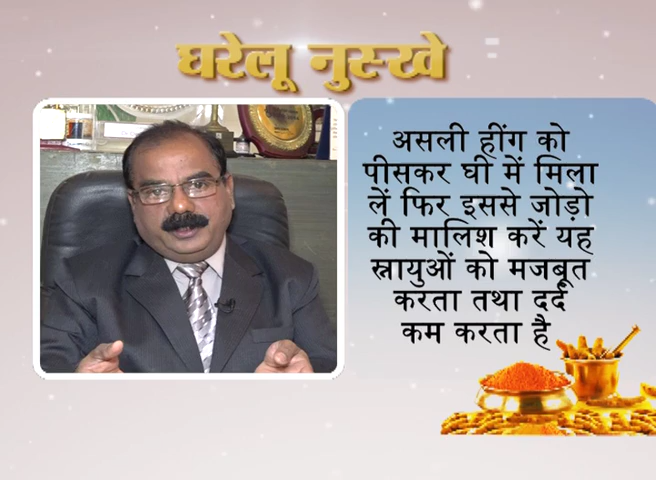 घरेलू नुस्खे
असली हींग को
पीसकर घी में मिला
लें फिर इससे जोड़ो
की मालिश करें यह
स्नायुओं को मजबूत
करता तथा दर्द
कम करता है